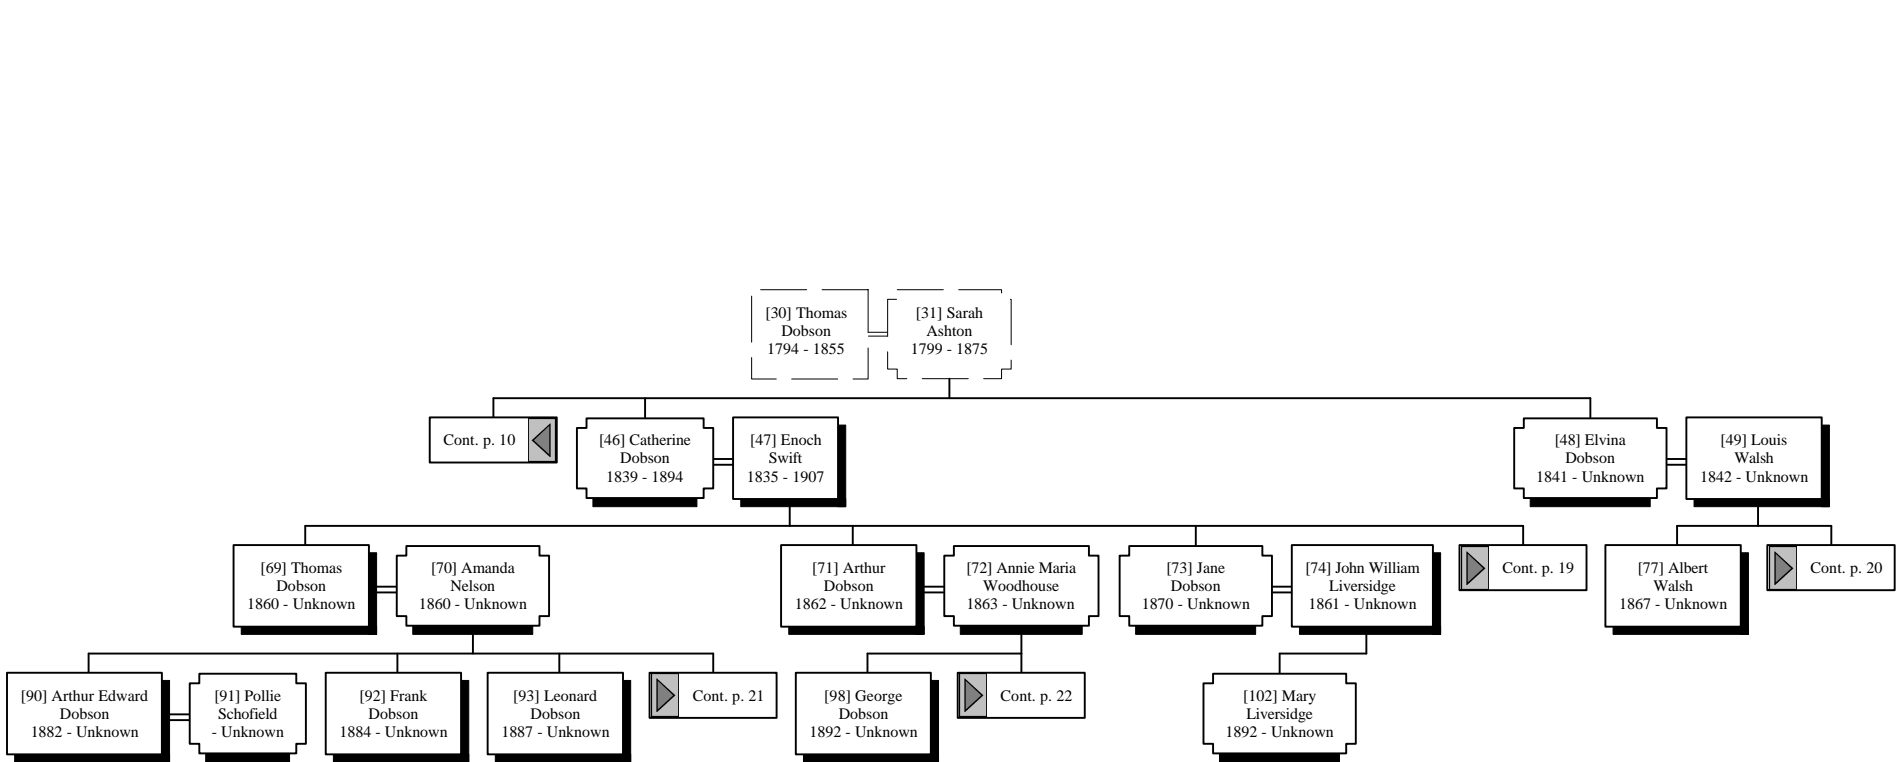 [30] Thomas
Dobson
1794 - 1855
[31] Sarah
Ashton
1799 - 1875
Cont. p. 10
[46] Catherine
Dobson
1839 - 1894
[47] Enoch
Swift
1835 - 1907
[48] Elvina
Dobson
1841 - Unknown
[49] Louis
Walsh
1842 - Unknown
[69] Thomas
Dobson
1860 - Unknown
[70] Amanda
Nelson
1860 - Unknown
[71] Arthur
Dobson
1862 - Unknown
[72] Annie Maria
Woodhouse
1863 - Unknown
[73] Jane
Dobson
1870 - Unknown
[74] John William
Liversidge
1861 - Unknown
Cont. p. 19
[77] Albert
Walsh
1867 - Unknown
Cont. p. 20
[90] Arthur Edward
Dobson
1882 - Unknown
[91] Pollie
Schofield
- Unknown
[92] Frank
Dobson
1884 - Unknown
[93] Leonard
Dobson
1887 - Unknown
Cont. p. 21
[98] George
Dobson
1892 - Unknown
Cont. p. 22
[102] Mary
Liversidge
1892 - Unknown